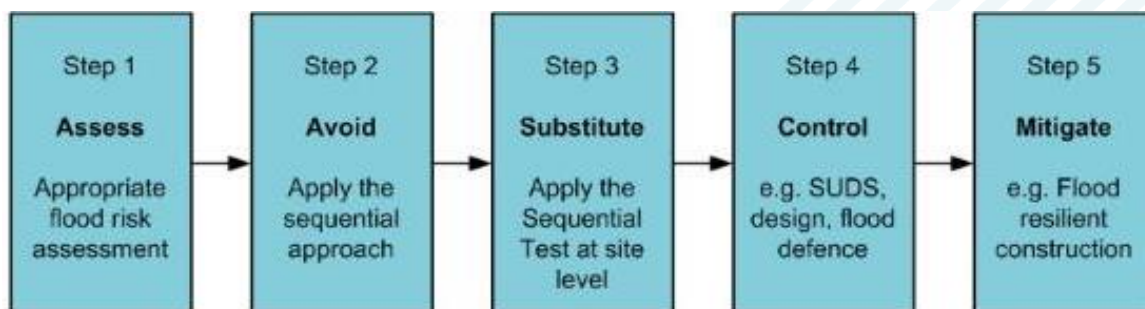 Step 1
Assess
Appropriate
flood risk
assessment
Step 2
Avoid
Apply the
sequential
approach
Step 3
Substitute
Apply the
Sequential
Test at site
level
Step 4
Control
e.g. SUDS,
design, flood
defence
Step 5
Mitigate
e.g. Flood
resilient
construction